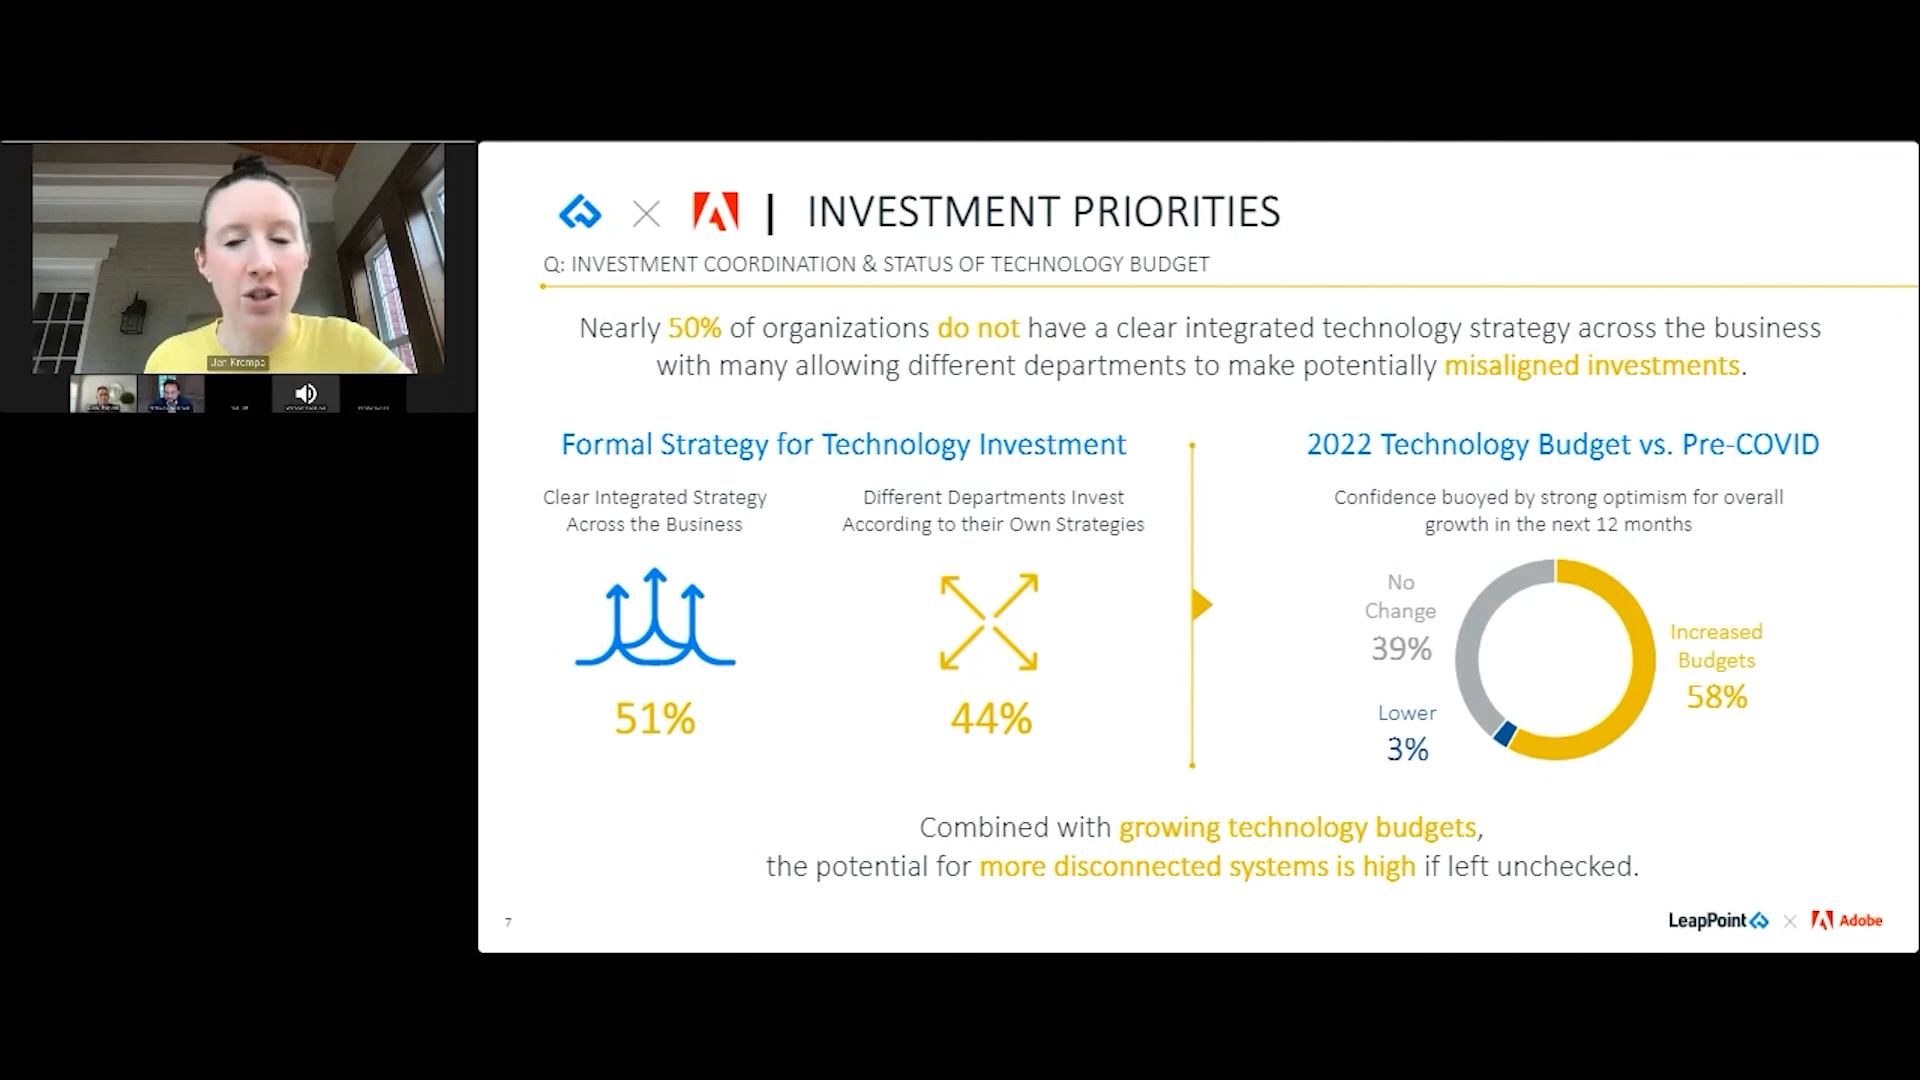 Jen Krempa
INVESTMENT PRIORITIES
Q: INVESTMENT COORDINATION & STATUS OF TECHNOLOGY BUDGET
Nearly 50% of organizations do not have a clear integrated technology strategy across the business
with many allowing different departments to make potentially misaligned investments.
Formal Strategy for Technology Investment
Clear Integrated Strategy
Across the Business
51%
Different Departments Invest
According to their Own Strategies
44%
2022 Technology Budget vs. Pre-COVID
Confidence buoyed by strong optimism for overall
growth in the next 12 months
No
Change
39%
Lower
3%
Increased
Budgets
58%
Combined with growing technology budgets,
the potential for more disconnected systems is high if left unchecked.
7
LeapPoint
Adobe